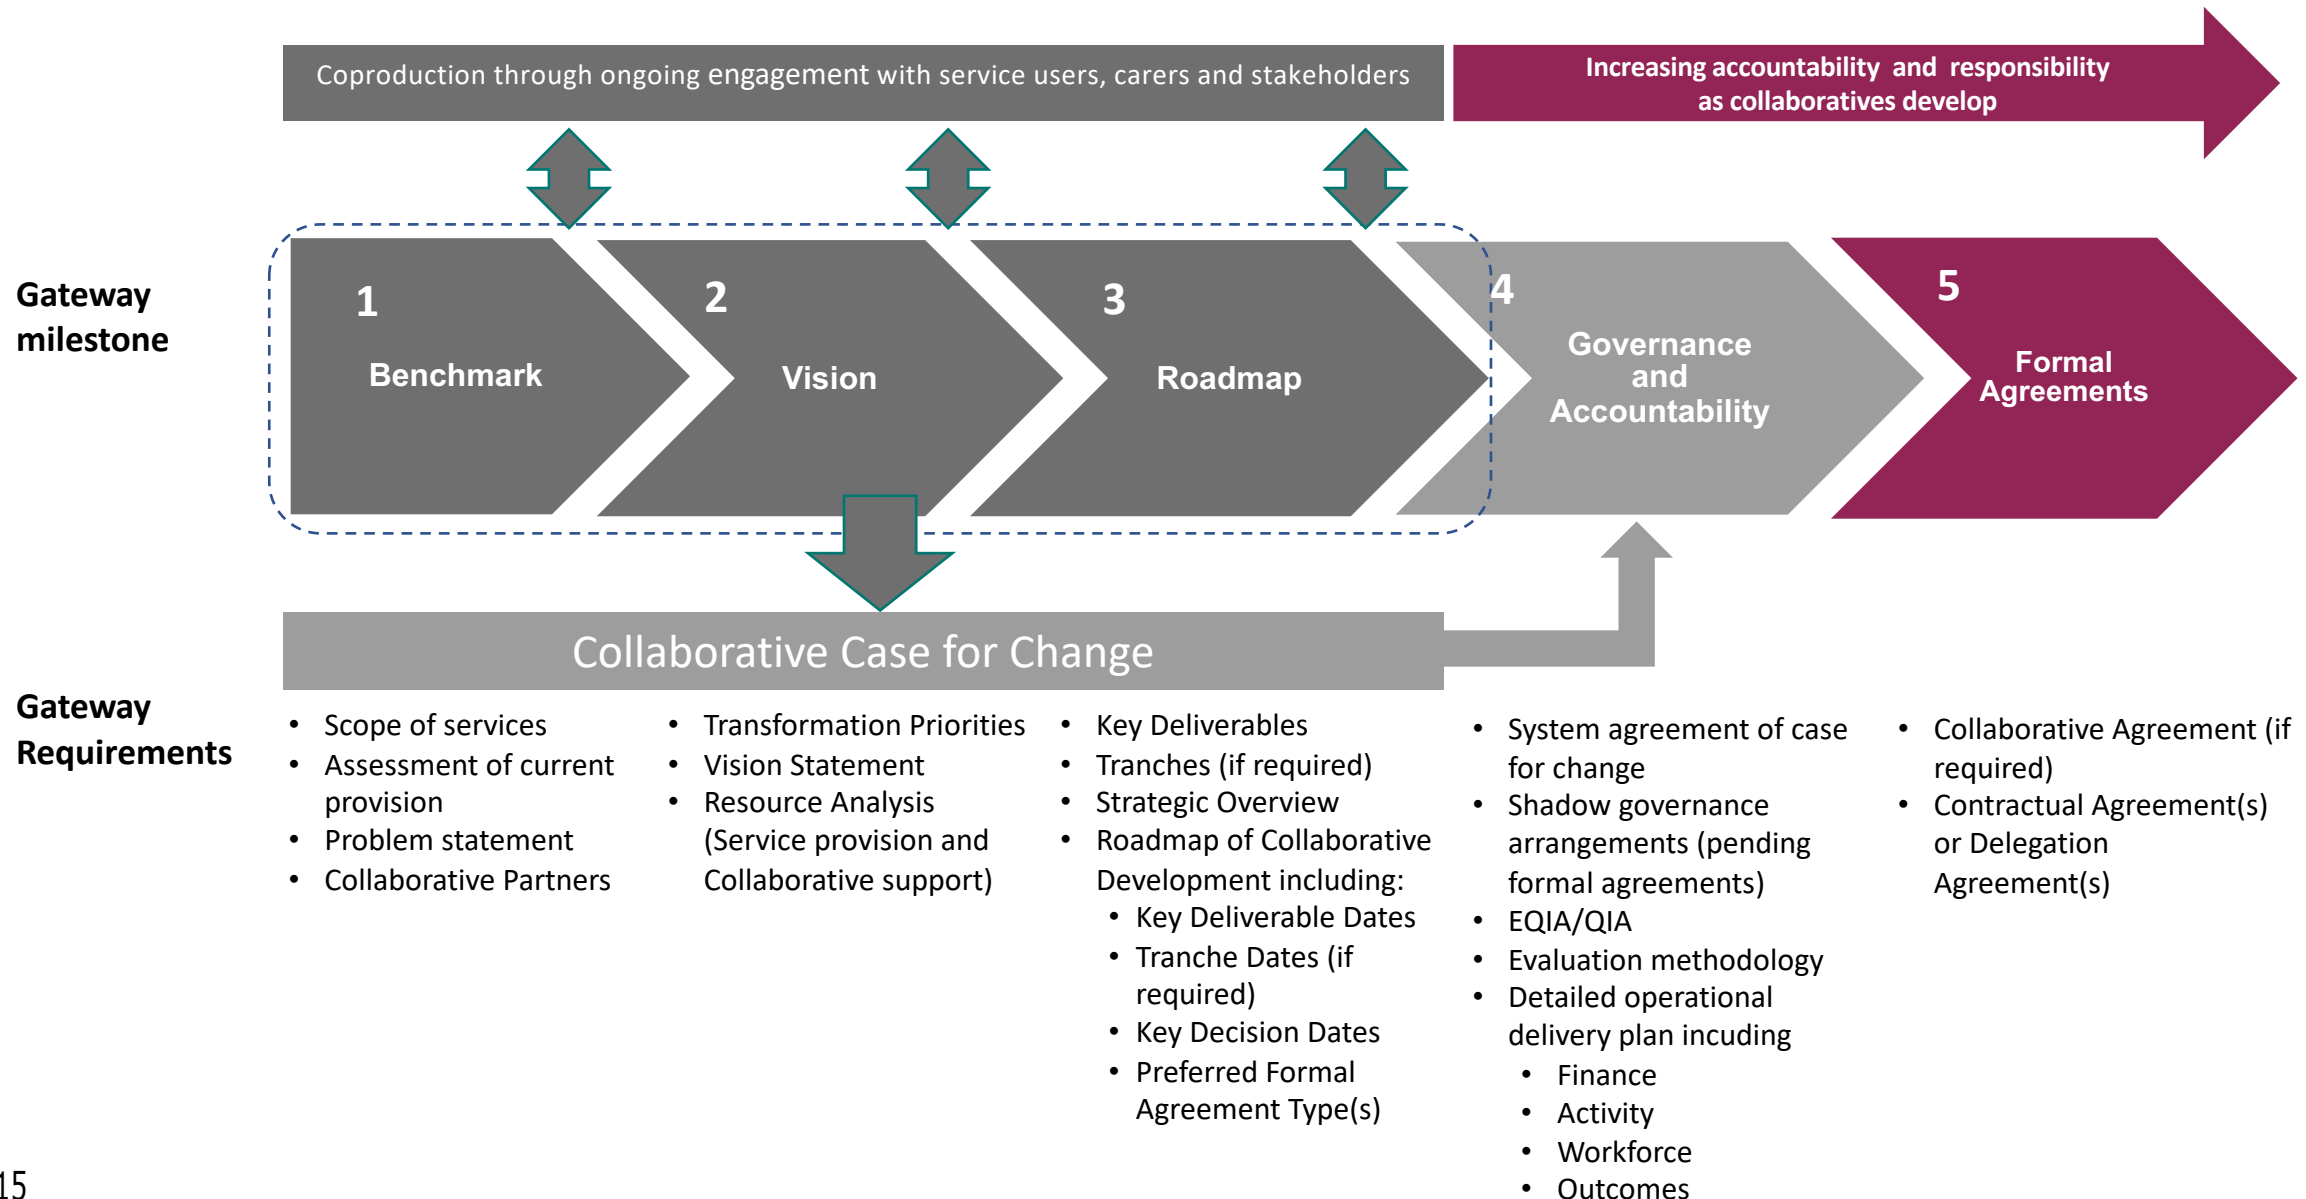 Coproduction through ongoing engagement with service users, carers and stakeholders
Increasing accountability and responsibility
as collaboratives develop
Gateway
milestone
1
Benchmark
2
Vision
3
Roadmap
4
Governance
and
Accountability
5
Formal
Agreements
Collaborative Case for Change
Gateway
Requirements
• Scope of services
• Assessment of current
provision
• Problem statement
• Collaborative Partners
• Transformation Priorities
• Vision Statement
• Resource Analysis
(Service provision and
Collaborative support)
• Key Deliverables
• Tranches (if required)
• Strategic Overview
• Roadmap of Collaborative
Development including:
• Key Deliverable Dates
• Tranche Dates (if
required)
• Key Decision Dates
• Preferred Formal
Agreement Type(s)
• System agreement of case
for change
• Shadow governance
arrangements (pending
formal agreements)
• EQIA/QIA
• Evaluation methodology
• Detailed operational
delivery plan incuding
• Finance
• Activity
• Workforce
• Outcomes
• Collaborative Agreement (if
required)
• Contractual Agreement(s)
or Delegation
Agreement(s)
15